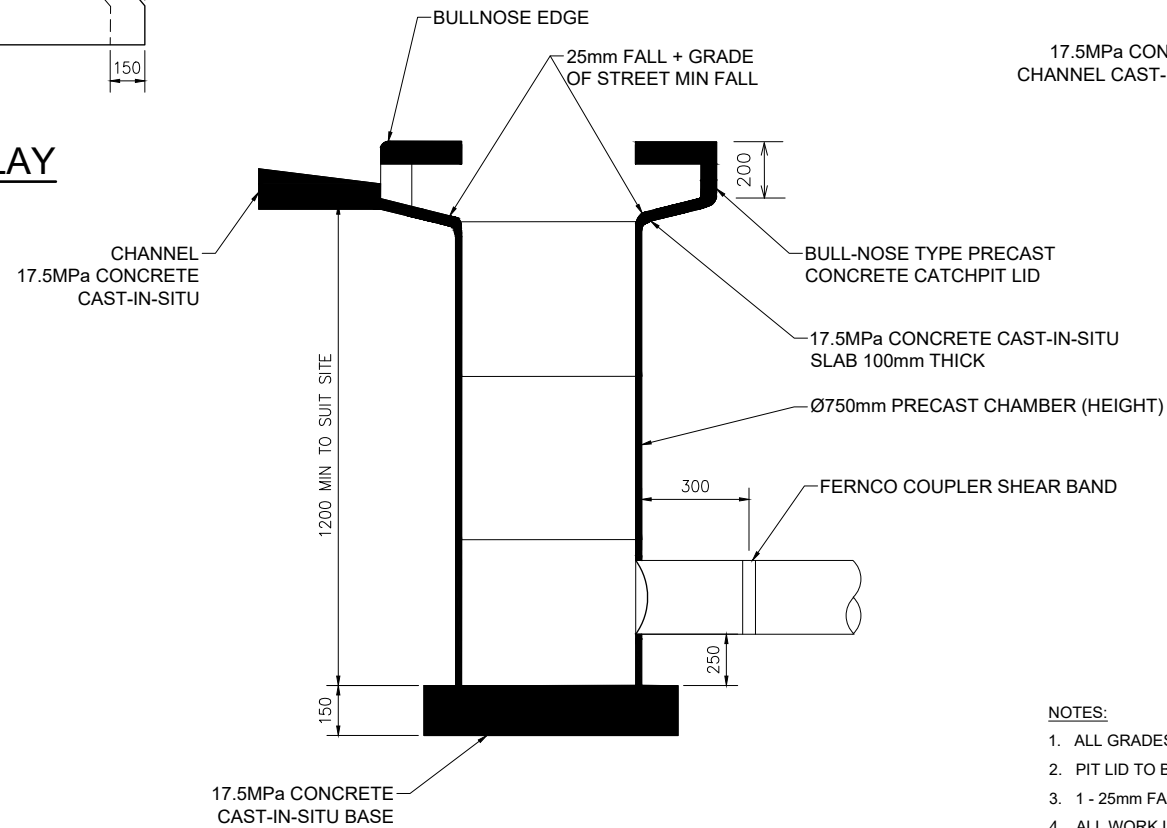 BULLNOSE EDGE
150
25mm FALL + GRADE
OF STREET MIN FALL
17.5MPa CON
CHANNEL CAST-
LAY
200
CHANNEL
17.5MPa CONCRETE
CAST-IN-SITU
BULL-NOSE TYPE PRECAST
CONCRETE CATCHPIT LID
17.5MPa CONCRETE CAST-IN-SITU
SLAB 100mm THICK
1200 MIN TO SUIT SITE
Ø750mm PRECAST CHAMBER (HEIGHT)
300
FERNCO COUPLER SHEAR BAND
250
150
17.5MPa CONCRETE
CAST-IN-SITU BASE
NOTES:
1. ALL GRADES
2. PIT LID TO B
3. 1 - 25mm FA